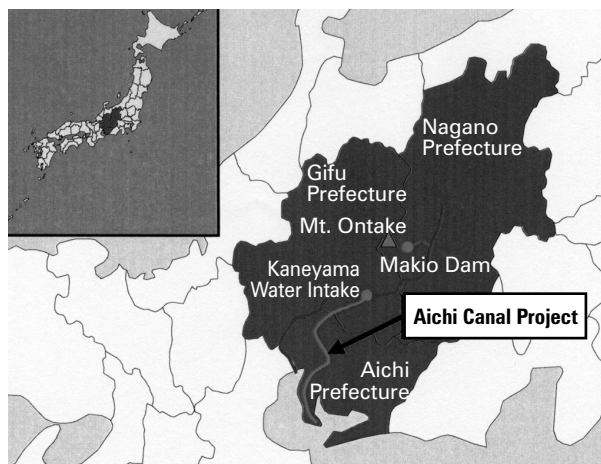 Nagano
Prefecture
Gifu
Prefecture
Mt. Ontake
Makio Dam
Kaneyama
Water Intake
Aichi Canal Project
Aichi
Prefecture